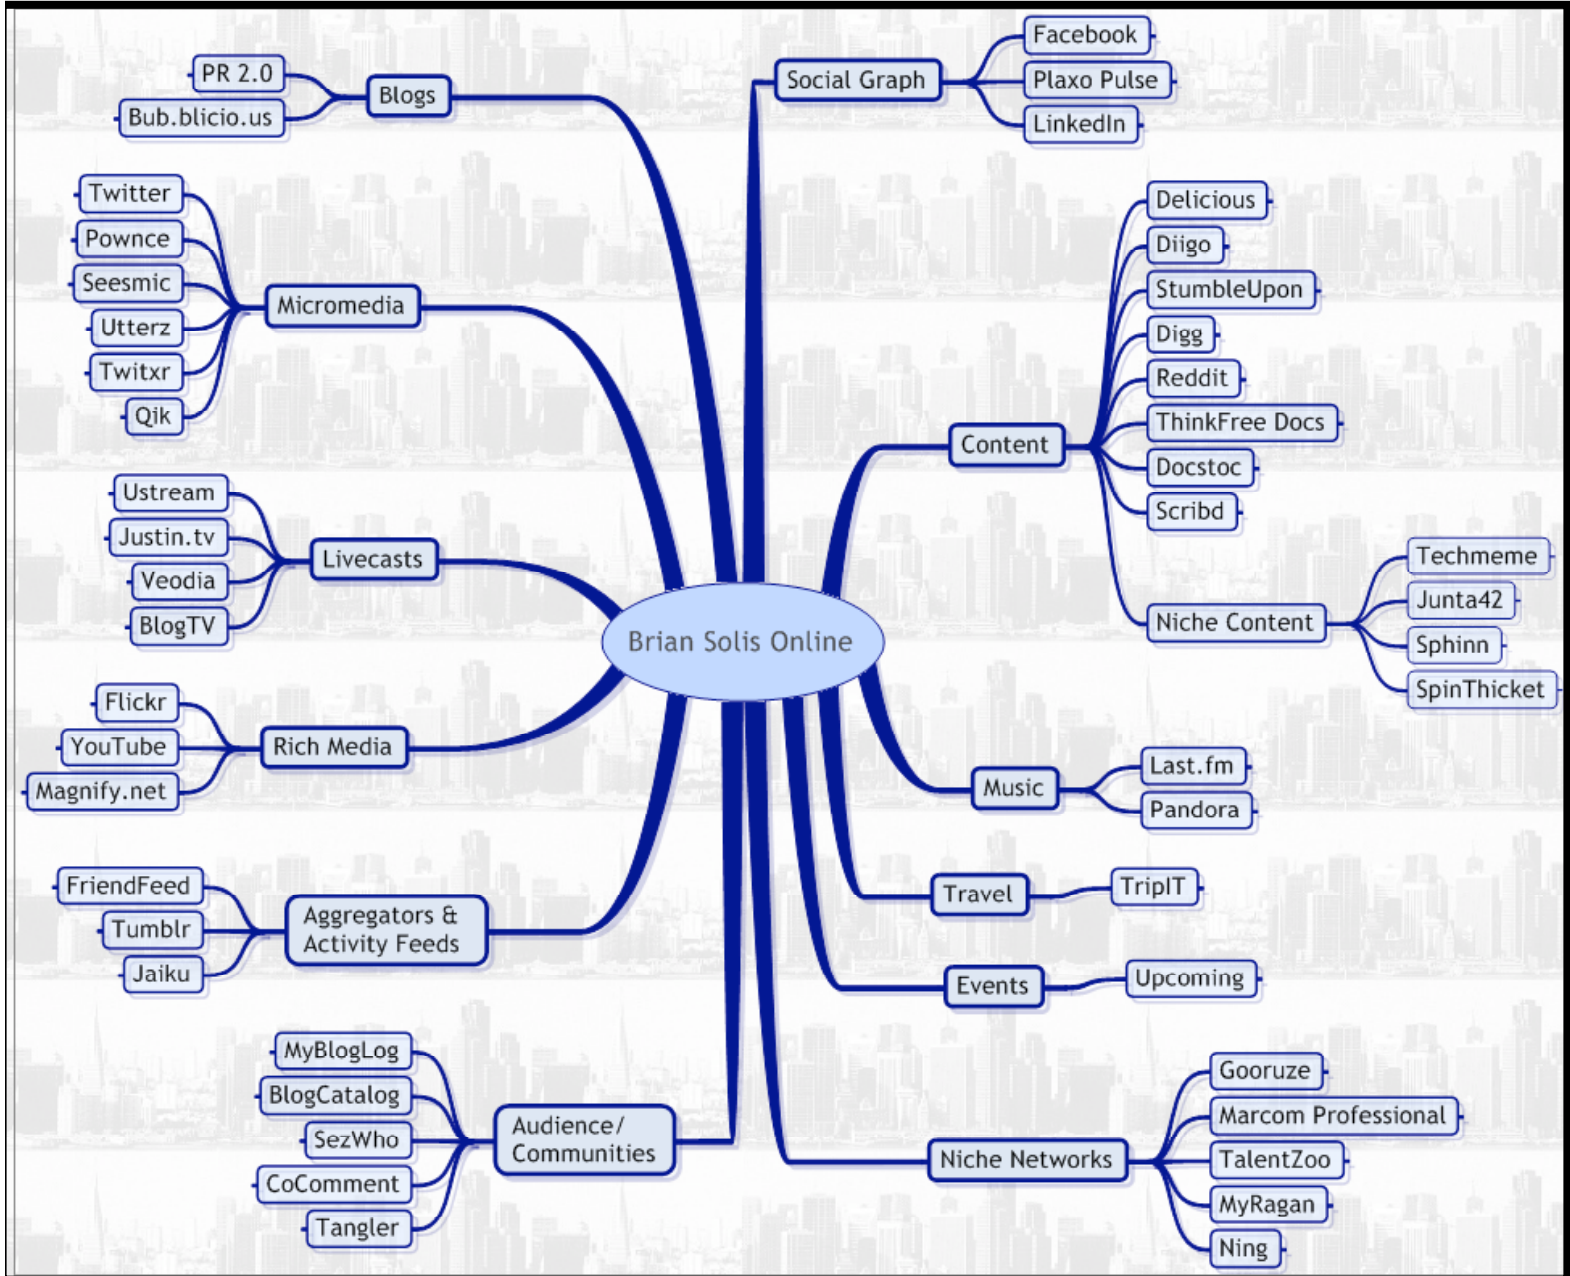 PR 2.0
Bub.blicio.us
Blogs
Twitter
Pownce
Seesmic
Utterz
Twitxr
Qik
Micromedia
Ustream
Justin.tv
Veodia
BlogTV
Livecasts
Flickr
YouTube
Magnify.net
Rich Media
FriendFeed
Tumblr
Jaiku
Aggregators &
Activity Feeds
MyBlogLog
BlogCatalog
SezWho
CoComment
Tangler
Audience/
Communities
Brian Solis Online
Social Graph
Facebook
Plaxo Pulse
LinkedIn
Content
Delicious
Diigo
StumbleUpon
Digg
Reddit
ThinkFree Docs
Docstoc
Scribd
Niche Content
Techmeme
Junta42
Sphinn
SpinThicket
Music
Last.fm
Pandora
Travel
TripIT
Events
Upcoming
Niche Networks
Gooruze
Marcom Professional
TalentZoo
MyRagan
Ning